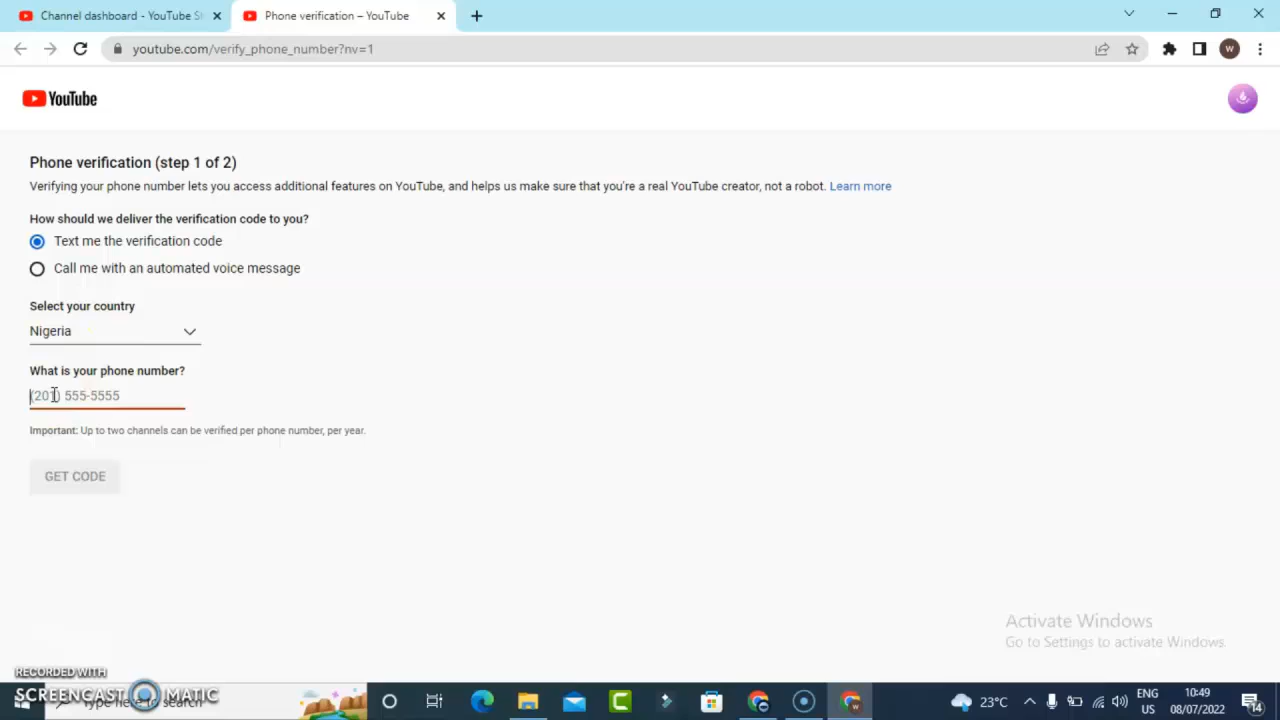 Channel dashboard - YouTube St
Phone verification – YouTube
youtube.com/verify_phone_number?nv=1
W
YouTube
Phone verification (step 1 of 2)
Verifying your phone number lets you access additional features on YouTube, and helps us make sure that you're a real YouTube creator, not a robot. Learn more
How should we deliver the verification code to you?
Text me the verification code
Call me with an automated voice message
Select your country
Nigeria
What is your phone number?
(201) 555-5555
Important: Up to two channels can be verified per phone number, per year.
GET CODE
Activate Windows
Go to Settings to activate Windows.
RECORDED WITH
SCREENCAST MATIC
Type here to search
23°C
ENG
US
10:49
08/07/2022
14